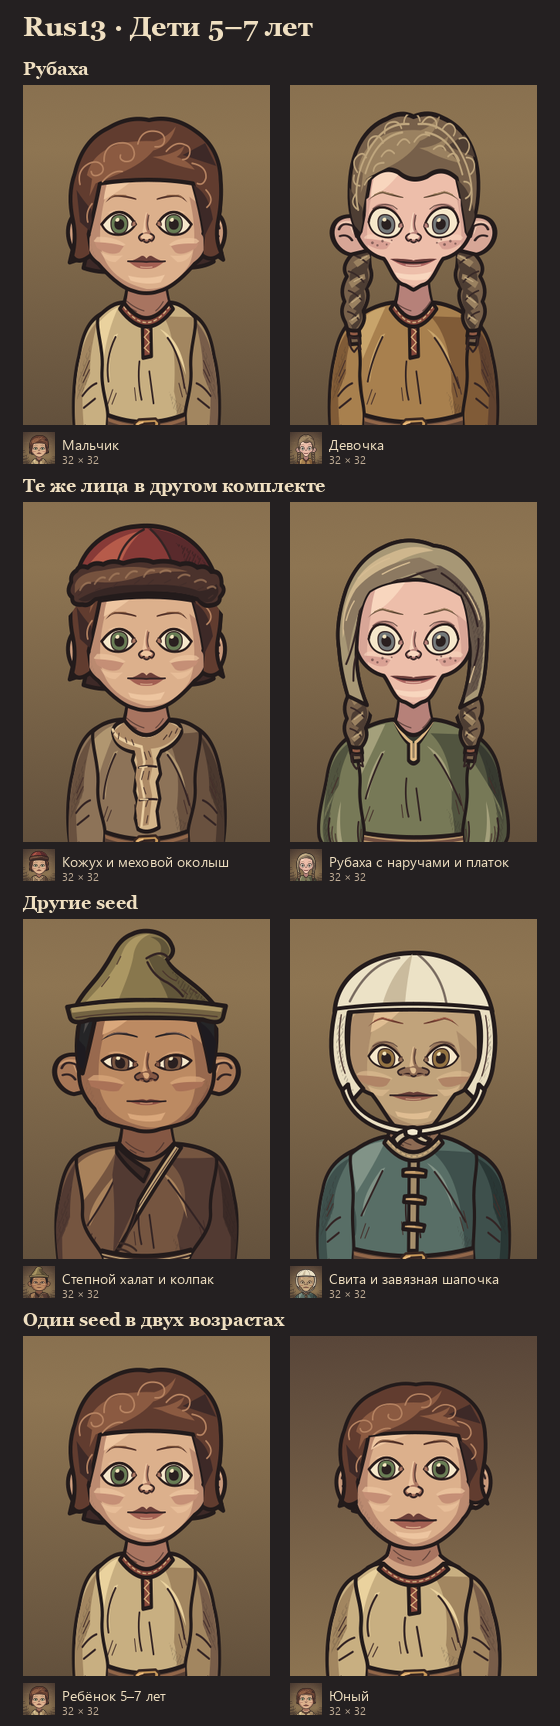 Rus13 · Дети 5–7 лет
Рубаха
Мальчик
32 × 32
Девочка
32 × 32
Те же лица в другом комплекте
Кожух и меховой околыш
32 × 32
Рубаха с наручами и платок
32 × 32
Другие seed
Степной халат и колпак
32 × 32
Свита и завязная шапочка
32 × 32
Один seed в двух возрастах
Ребёнок 5–7 лет
32 × 32
Юный
32 × 32